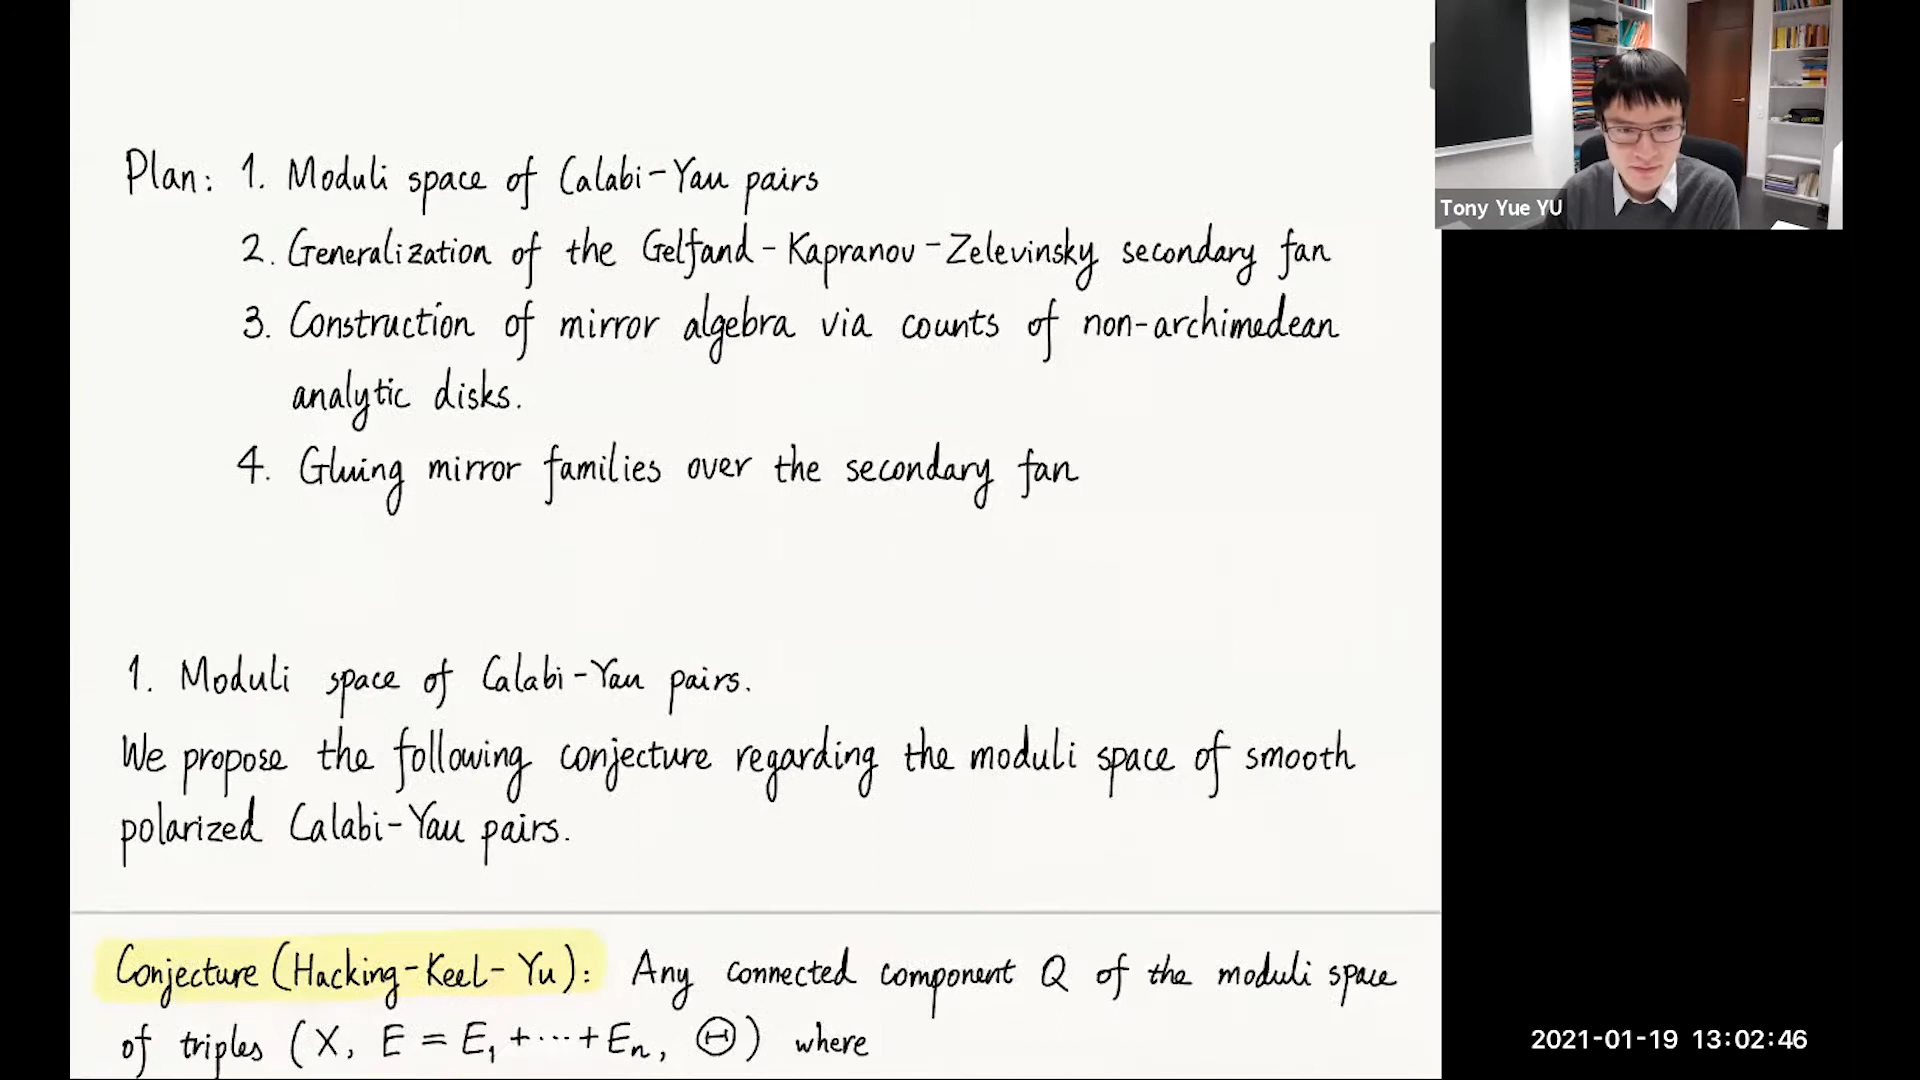 Plan: 1. Moduli space of Calabi-Yau pairs
2. Generalization of the Gelfand-Kapranov-Zelevinsky secondary fan
3. Construction of mirror algebra via counts of non-archimedean
analytic disks.
4. Gluing mirror families over the secondary fan
1. Moduli space of Calabi-Yau pairs.
We propose the following conjecture regarding the moduli space of smooth
polarized Calabi-Yau pairs.
Conjecture (Hacking-Keel-Yu): Any connected component Q of the moduli space
of triples (X, E = E₁ + ⋯ + Eₙ, Θ) where
Tony Yue YU
2021-01-19 13:02:46